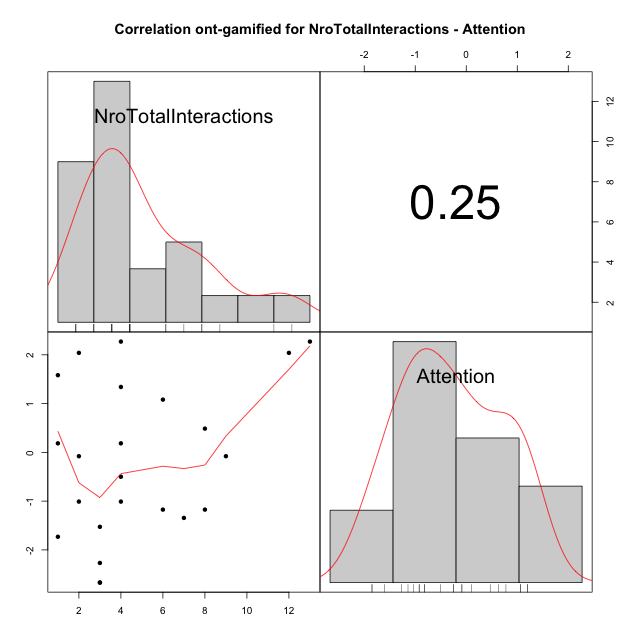 Correlation ont-gamified for NroTotalInteractions - Attention
-2 -1 0 1 2
NroTotalInteractions
0.25
12
10
8
6
4
2
Attention
2
1
0
-1
-2
2 4 6 8 10 12